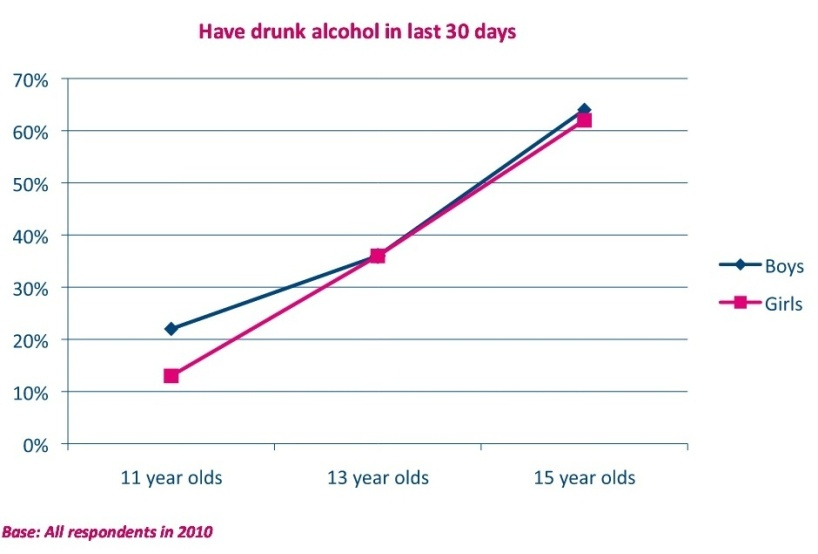 Have drunk alcohol in last 30 days
70%
60%
50%
40%
30%
20%
10%
0%
Boys
Girls
11 year olds
13 year olds
15 year olds
Base: All respondents in 2010